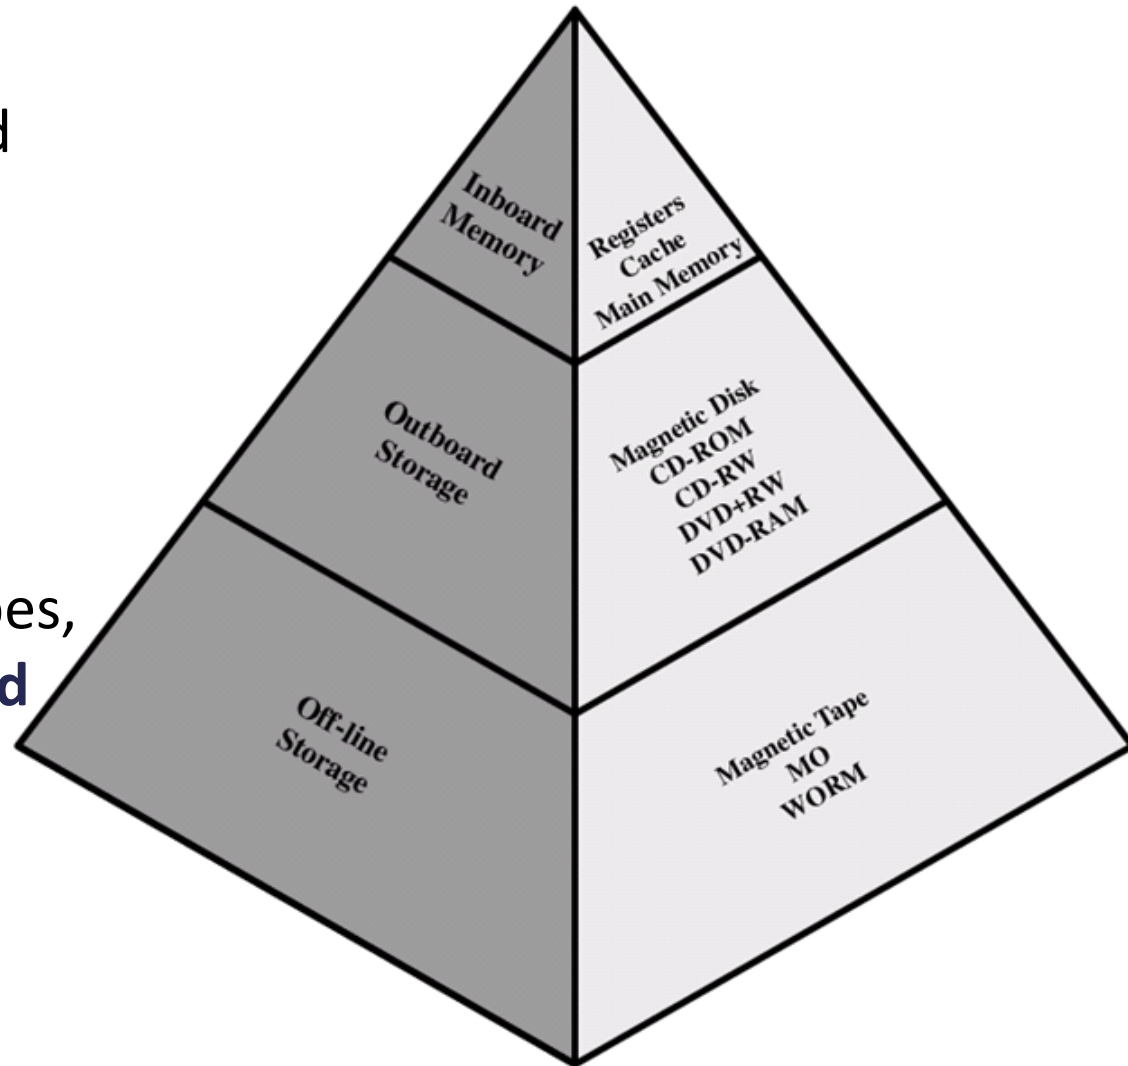 Inboard
Memory
Registers
Cache
Main Memory
Outboard
Storage
Magnetic Disk
CD-ROM
CD-RW
DVD+RW
DVD-RAM
Off-line
Storage
Magnetic Tape
MO
WORM